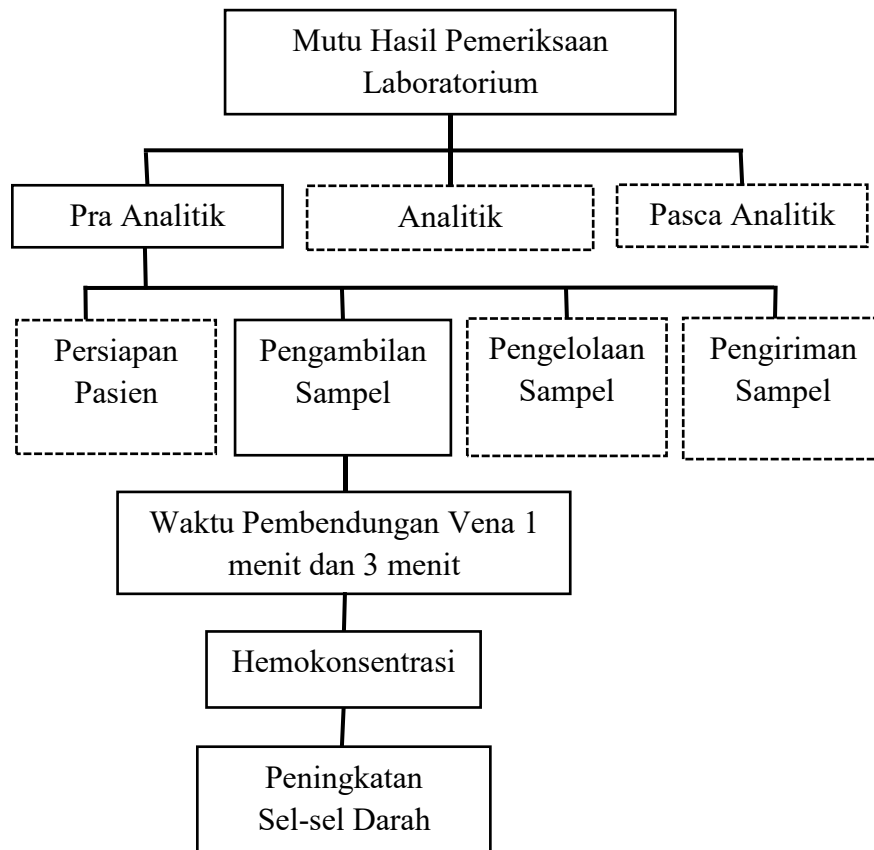 Mutu Hasil Pemeriksaan
Laboratorium
Pra Analitik
Analitik
Pasca Analitik
Persiapan
Pasien
Pengambilan
Sampel
Pengelolaan
Sampel
Pengiriman
Sampel
Waktu Pembendungan Vena 1
menit dan 3 menit
Hemokonsentrasi
Peningkatan
Sel-sel Darah